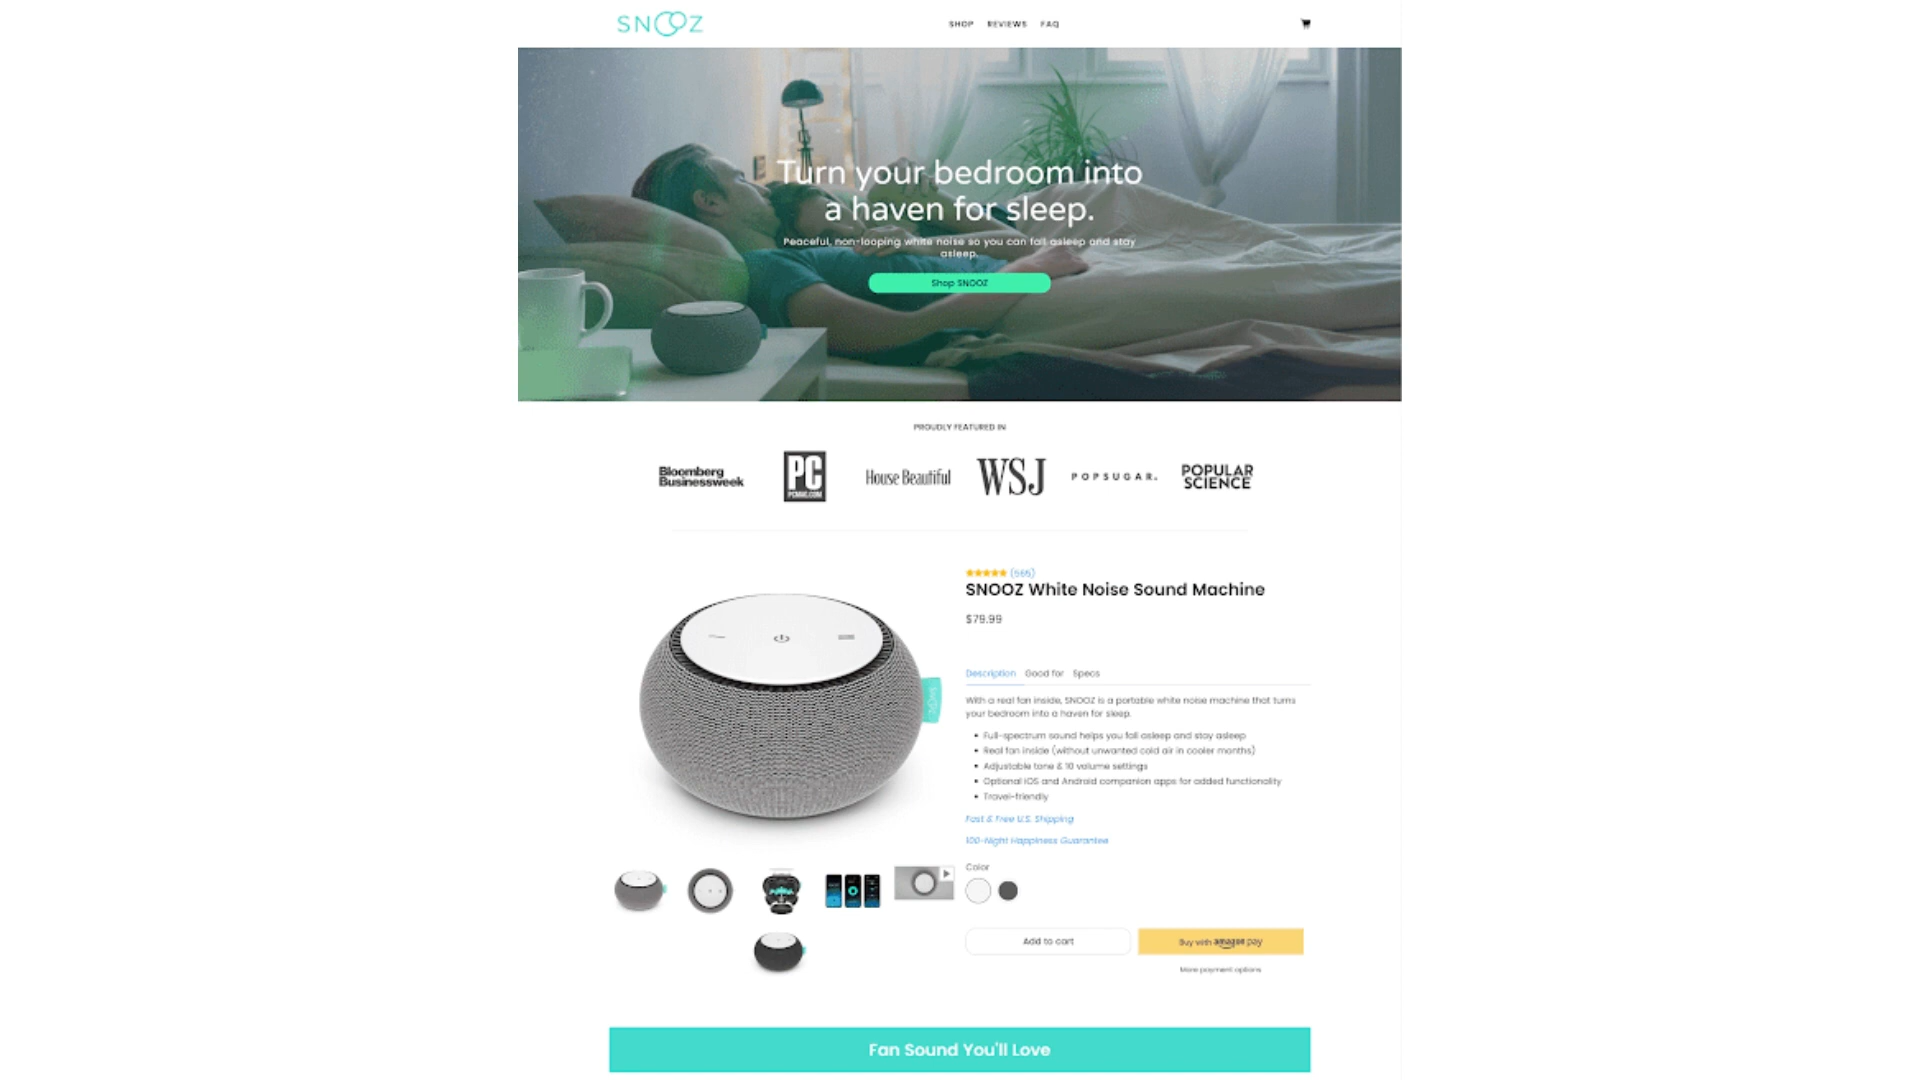 SNOOZ
SHOP REVIEWS FAQ
Turn your bedroom into
a haven for sleep.
Peaceful, non-looping white noise so you can fall asleep and stay
asleep.
Shop SNOOZ
PROUDLY FEATURED IN
Bloomberg
Businessweek
PC
PCMAG.COM
House Beautiful
WSJ
POPSUGAR.
POPULAR
SCIENCE
(565)
SNOOZ White Noise Sound Machine
$79.99
Description Good for Specs
With a real fan inside, SNOOZ is a portable white noise machine that turns
your bedroom into a haven for sleep.
• Full-spectrum sound helps you fall asleep and stay asleep
• Real fan inside (without unwanted cold air in cooler months)
• Adjustable tone & 10 volume settings
• Optional iOS and Android companion apps for added functionality
• Travel-friendly
Fast & Free U.S. Shipping
100-Night Happiness Guarantee
Color
Add to cart
Buy with amazon pay
More payment options
Fan Sound You'll Love